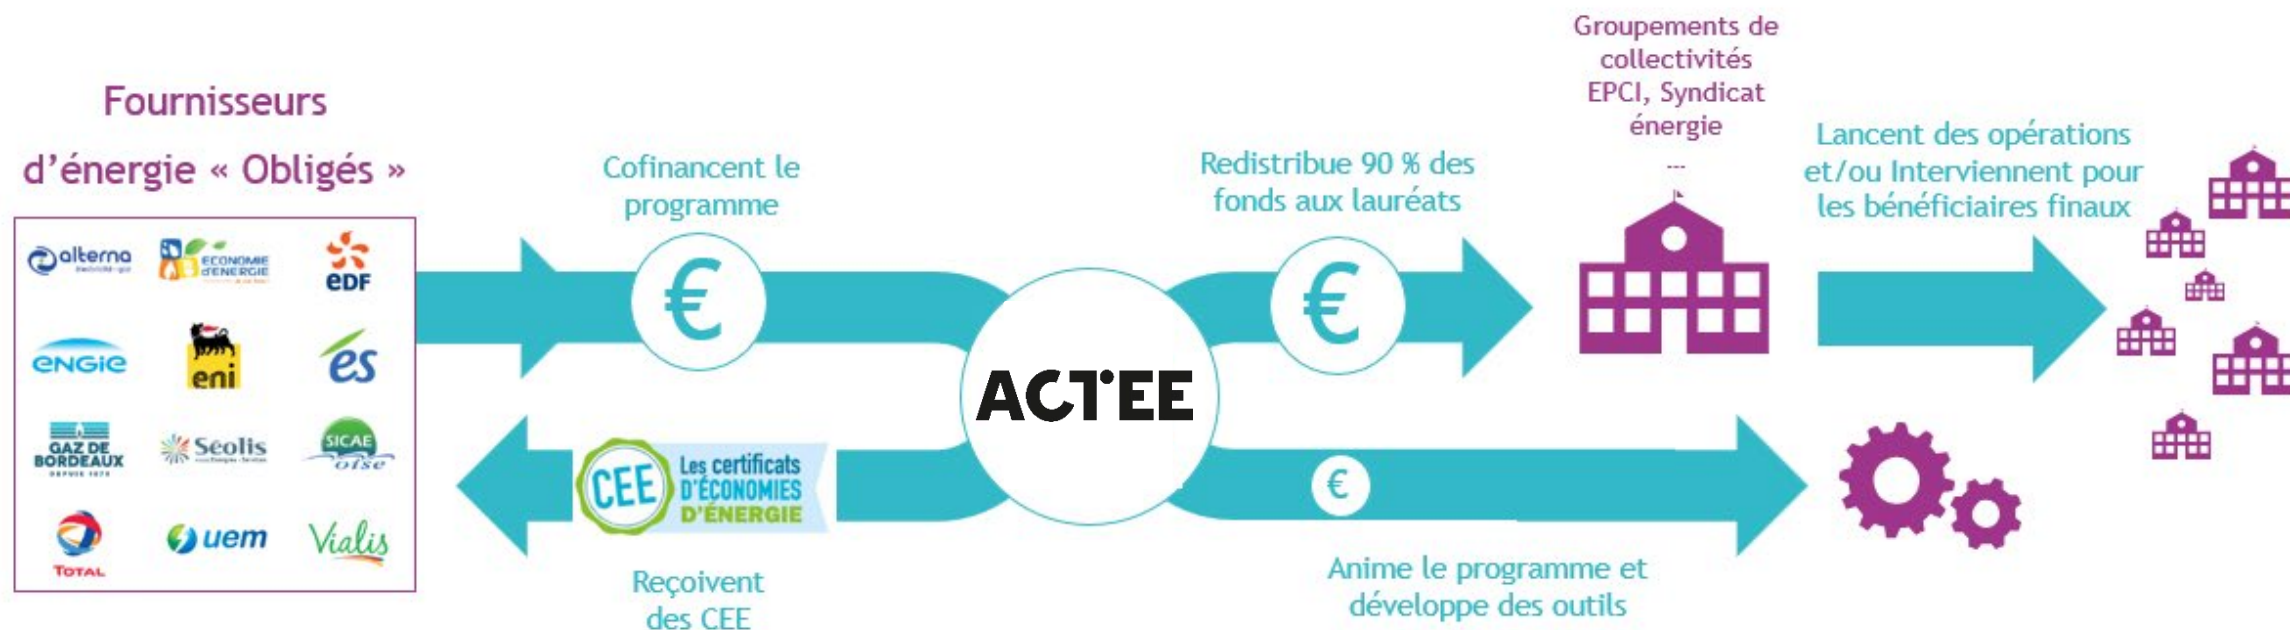 Fournisseurs
d'énergie « Obligés »
alterna
ECONOMIE
d'ENERGIE
eDF
ENGIE
eni
és
GAZ DE
BORDEAUX
DEPUIS 1875
Séolis
SICAE
oise
TOTAL
uem
Vialis
Cofinancent le
programme
€
CEE
Les certificats
D'ÉCONOMIES
D'ÉNERGIE
Reçoivent
des CEE
ACTEE
Redistribue 90 % des
fonds aux lauréats
€
Groupements de
collectivités
EPCI, Syndicat
énergie
---
Lancent des opérations
et/ou Interviennent pour
les bénéficiaires finaux
€
Anime le programme et
développe des outils